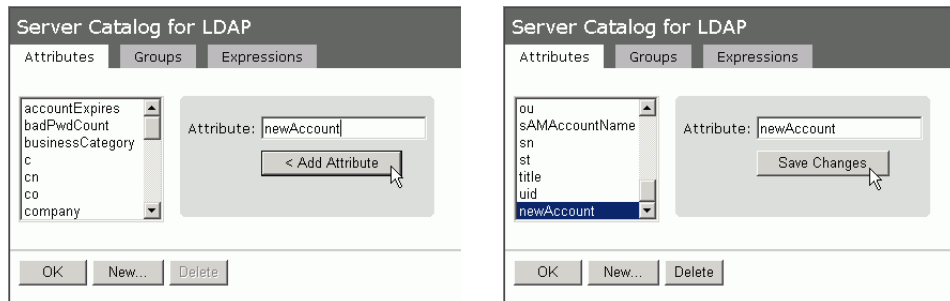 Server Catalog for LDAP
Attributes Groups Expressions
accountExpires
badPwdCount
businessCategory
c
cn
co
company
Attribute: newAccount
< Add Attribute
OK New... Delete
Server Catalog for LDAP
Attributes Groups Expressions
ou
sAMAccountName
sn
st
title
uid
newAccount
Attribute: newAccount
Save Changes
OK New... Delete